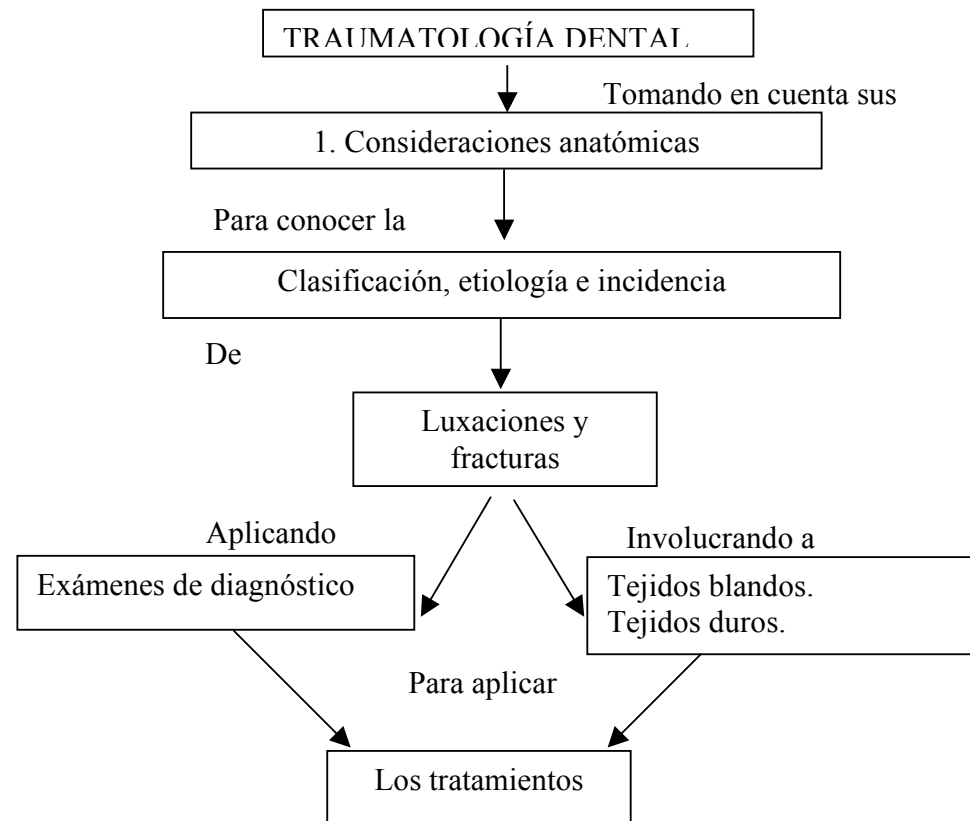 TRAUMATOLOGÍA DENTAL
Tomando en cuenta sus
1. Consideraciones anatómicas
Para conocer la
Clasificación, etiología e incidencia
De
Luxaciones y
fracturas
Aplicando
Involucrando a
Exámenes de diagnóstico
Tejidos blandos.
Tejidos duros.
Para aplicar
Los tratamientos